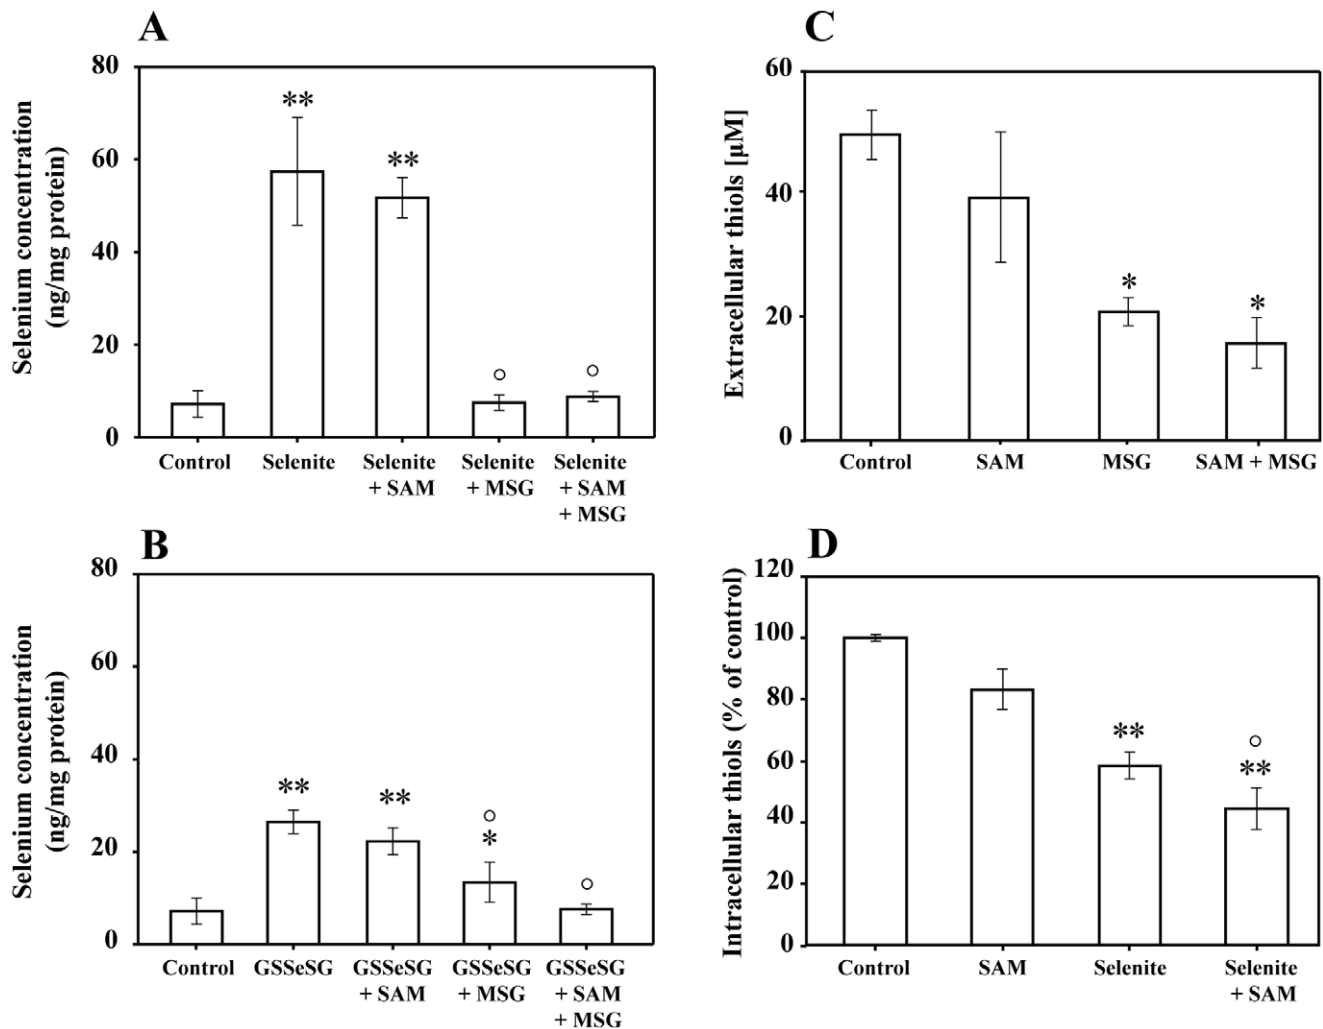 A
Selenium concentration
(ng/mg protein)
80
60
40
20
0
**
**
○
○
Control
Selenite
Selenite
+ SAM
Selenite
+ MSG
Selenite
+ SAM
+ MSG
B
Selenium concentration
(ng/mg protein)
80
60
40
20
0
**
**
○
*
○
Control
GSSeSG
GSSeSG
+ SAM
GSSeSG
+ MSG
GSSeSG
+ SAM
+ MSG
C
Extracellular thiols [µM]
60
40
20
0
*
*
Control
SAM
MSG
SAM + MSG
D
Intracellular thiols (% of control)
120
100
80
60
40
20
0
**
○
**
Control
SAM
Selenite
Selenite
+ SAM